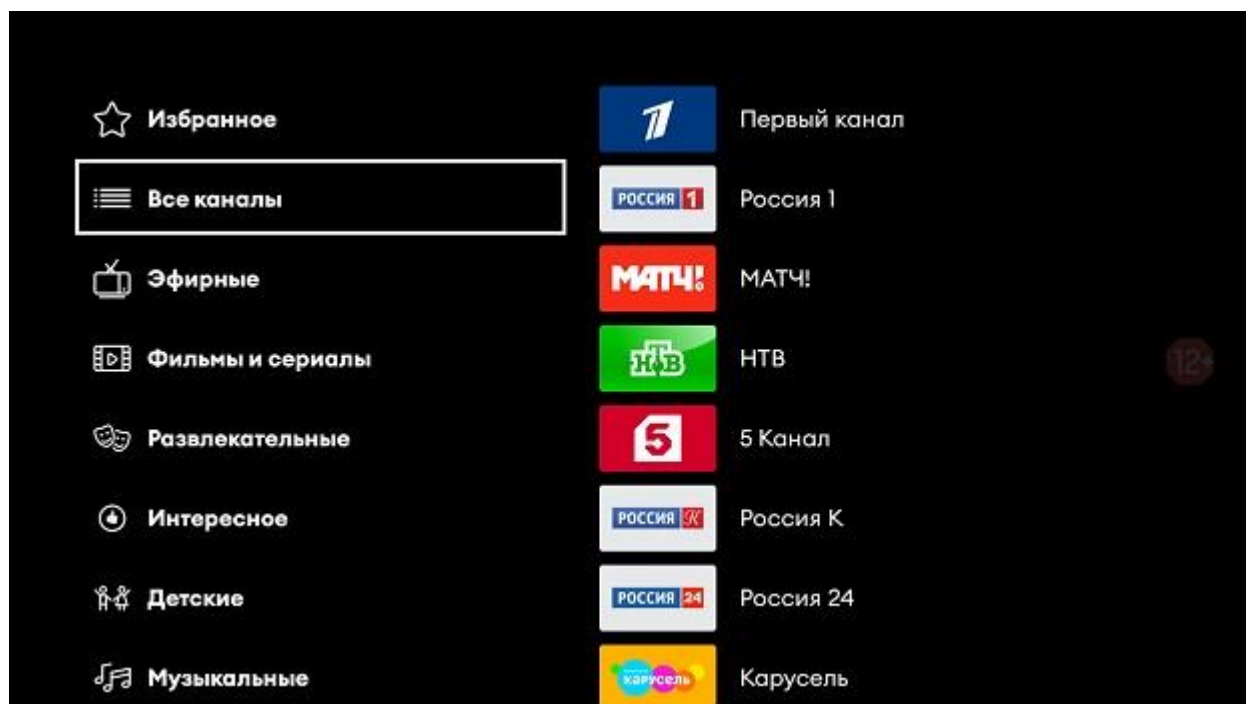 Избранное
Все каналы
Эфирные
Фильмы и сериалы
Развлекательные
Интересное
Детские
Музыкальные
1
Первый канал
РОССИЯ 1
Россия 1
МАТЧ!
МАТЧ!
НТВ
НТВ
5
5 Канал
РОССИЯ К
Россия К
РОССИЯ 24
Россия 24
карусель
Карусель
12+